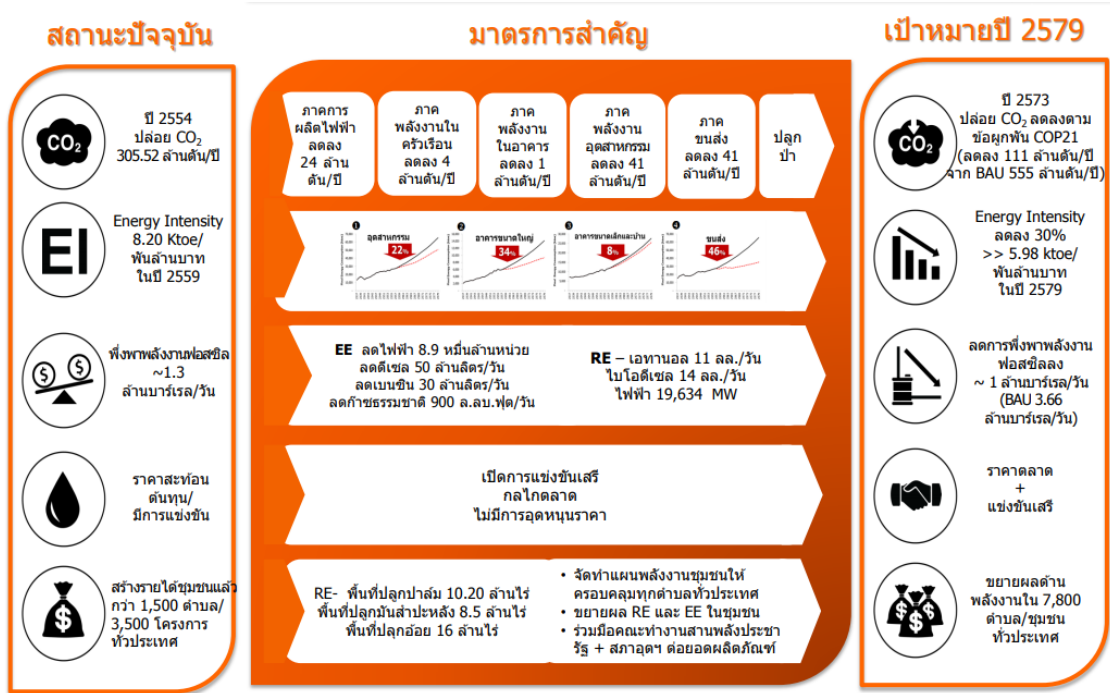 สถานะปัจจุบัน
มาตรการสำคัญ
เป้าหมายปี 2579
CO₂
ปี 2554
ปล่อย CO₂
305.52 ล้านตัน/ปี
EI
Energy Intensity
8.20 Ktoe/
พันล้านบาท
ในปี 2559
พึ่งพาพลังงานฟอสซิล
~1.3
ล้านบาร์เรล/วัน
ราคาสะท้อน
ต้นทุน/
มีการแข่งขัน
สร้างรายได้ชุมชนแล้ว
กว่า 1,500 ตำบล/
3,500 โครงการ
ทั่วประเทศ
ภาคการ
ผลิตไฟฟ้า
ลดลง
24 ล้าน
ตัน/ปี
ภาค
พลังงานใน
ครัวเรือน
ลดลง 4
ล้านตัน/ปี
ภาค
พลังงาน
ในอาคาร
ลดลง 1
ล้านตัน/ปี
ภาค
พลังงาน
อุตสาหกรรม
ลดลง 41
ล้านตัน/ปี
ภาค
ขนส่ง
ลดลง 41
ล้านตัน/ปี
ปลูก
ป่า
1
อุตสาหกรรม
22%
2
อาคารขนาดใหญ่
34%
3
อาคารขนาดเล็กและบ้าน
8%
4
ขนส่ง
46%
EE ลดไฟฟ้า 8.9 หมื่นล้านหน่วย
ลดดีเซล 50 ล้านลิตร/วัน
ลดเบนซิน 30 ล้านลิตร/วัน
ลดก๊าซธรรมชาติ 900 ล.ลบ.ฟุต/วัน
RE – เอทานอล 11 ลล./วัน
ไบโอดีเซล 14 ลล./วัน
ไฟฟ้า 19,634 MW
เปิดการแข่งขันเสรี
กลไกตลาด
ไม่มีการอุดหนุนราคา
RE- พื้นที่ปลูกปาล์ม 10.20 ล้านไร่
พื้นที่ปลูกมันสำปะหลัง 8.5 ล้านไร่
พื้นที่ปลูกอ้อย 16 ล้านไร่
• จัดทำแผนพลังงานชุมชนให้
ครอบคลุมทุกตำบลทั่วประเทศ
• ขยายผล RE และ EE ในชุมชน
• ร่วมมือคณะทำงานสานพลังประชา
รัฐ + สภาอุตฯ ต่อยอดผลิตภัณฑ์
CO₂
ปี 2573
ปล่อย CO₂ ลดลงตาม
ข้อผูกพัน COP21
(ลดลง 111 ล้านตัน/ปี
จาก BAU 555 ล้านตัน/ปี)
Energy Intensity
ลดลง 30%
>> 5.98 ktoe/
พันล้านบาท
ในปี 2579
ลดการพึ่งพาพลังงาน
ฟอสซิลลง
~ 1 ล้านบาร์เรล/วัน
(BAU 3.66
ล้านบาร์เรล/วัน)
ราคาตลาด
+
แข่งขันเสรี
ขยายผลด้าน
พลังงานใน 7,800
ตำบล/ชุมชน
ทั่วประเทศ